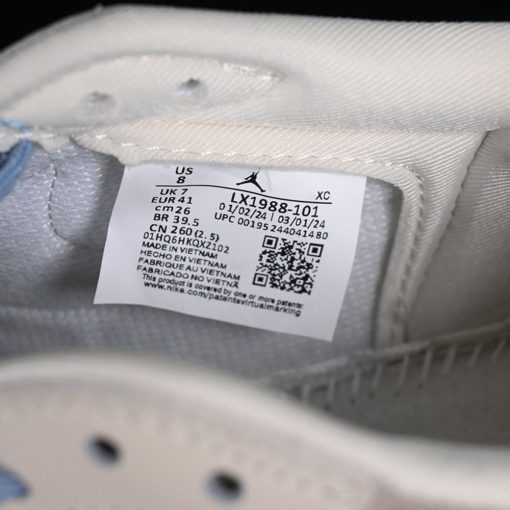 US
8
XC
UK 7
EUR 41
cm 26
BR 39.5
CN 260 (2.5)
LX1988-101
01/02/24 | 03/01/24
UPC 00195244041480
01HQ6HKQXZ102
MADE IN VIETNAM
HECHO EN VIETNAM
FABRIQUE AU VIETNAM
FABRICADO NO VIETNÃ
This product is covered by one or more patents:
www.nike.com/patentsvirtualmarking